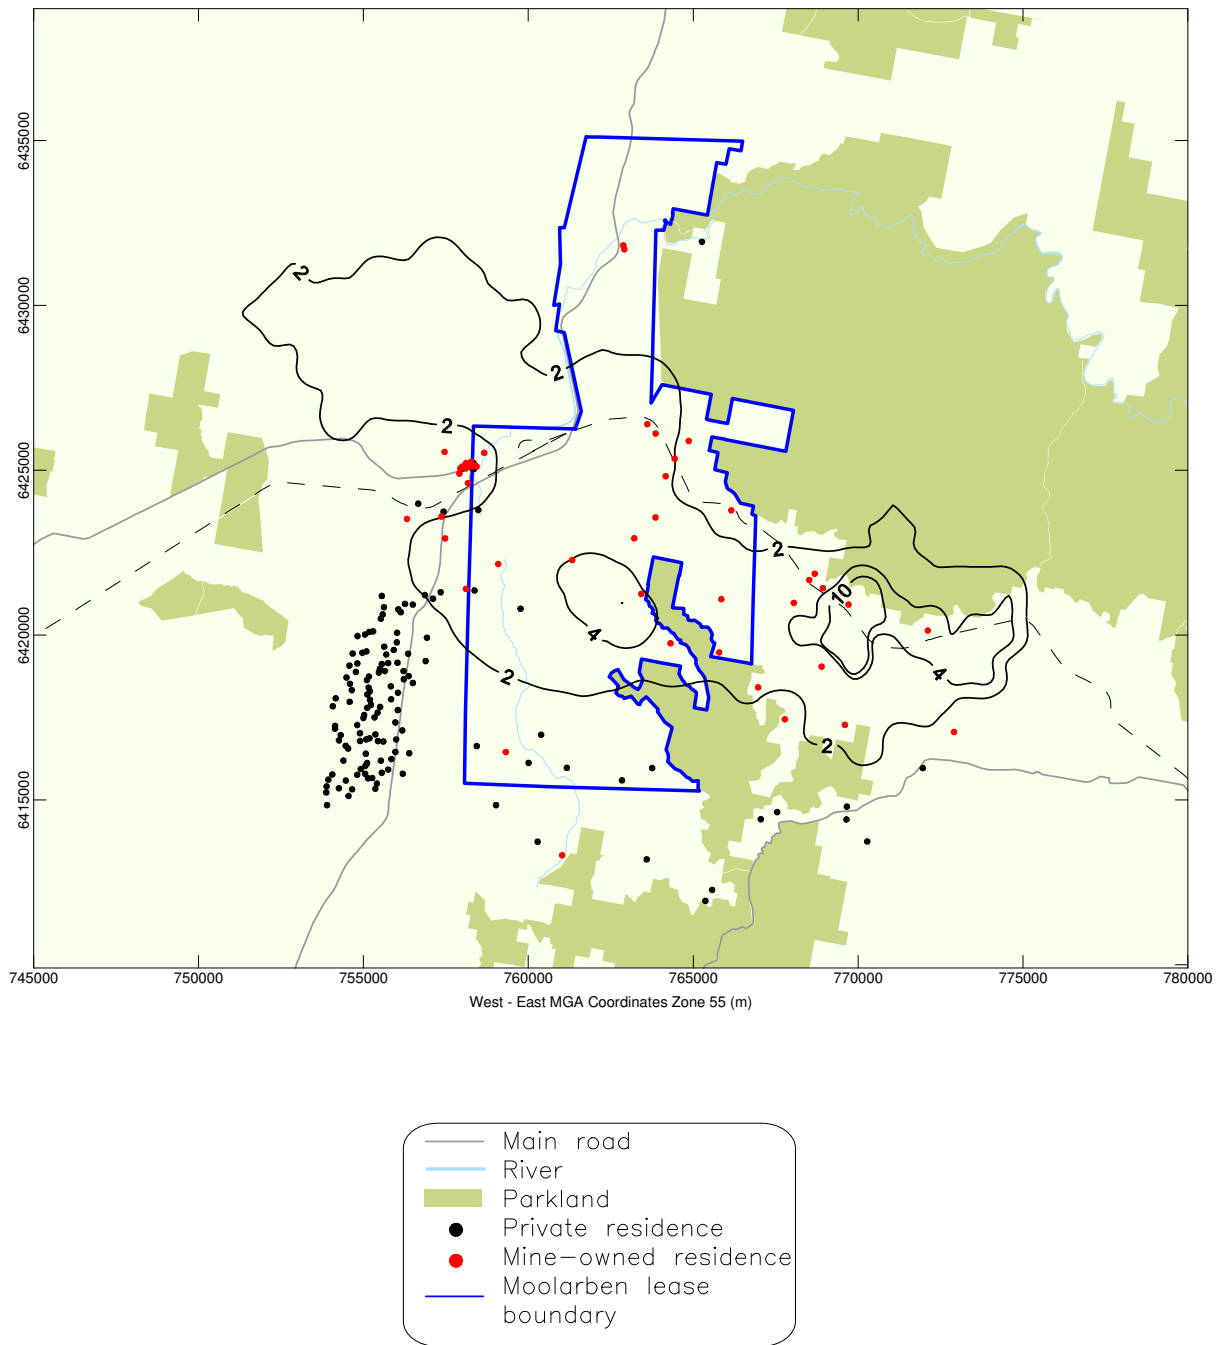 6435000
6430000
6425000
6420000
6415000
2
2
2
2
10
4
4
2
2
745000 750000 755000 760000 765000 770000 775000 780000
West - East MGA Coordinates Zone 55 (m)
Main road
River
Parkland
Private residence
Mine-owned residence
Moolarben lease
boundary